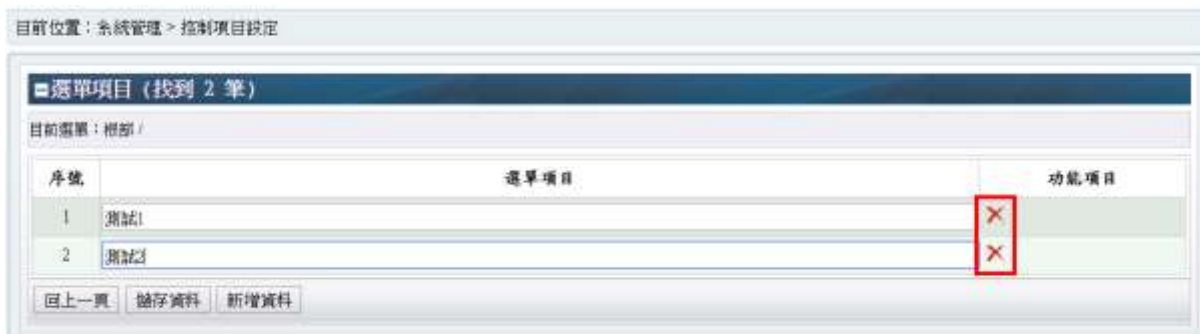 目前位置：系統管理 > 控制項目設定
選單項目 (找到 2 筆)
目前選單：根部 /
序號 選單項目 功能項目
1 測試1
2 測試2
回上一頁 儲存資料 新增資料